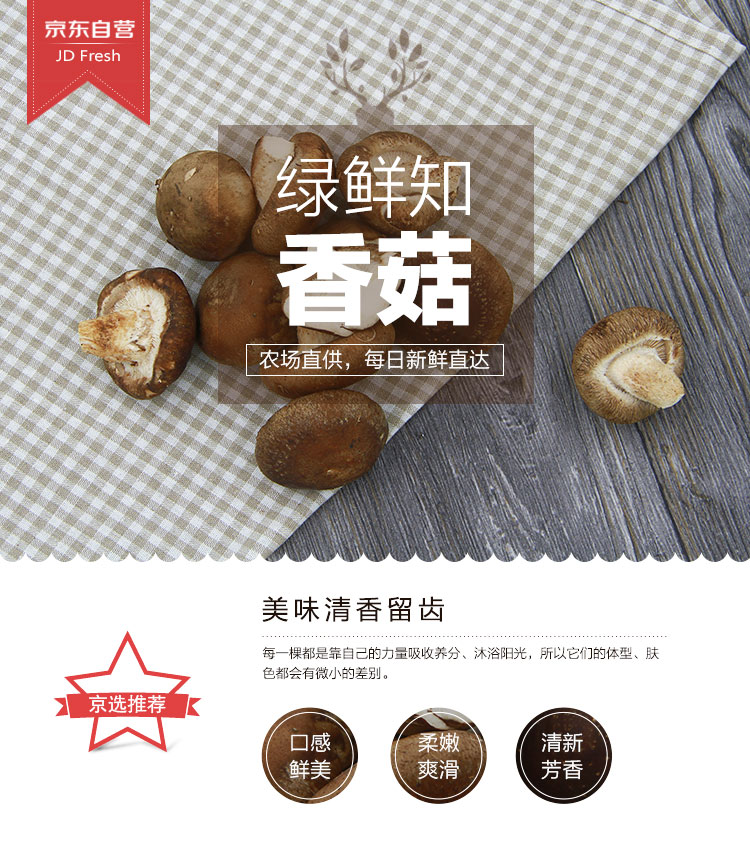 京东自营
JD Fresh
绿鲜知
香菇
农场直供，每日新鲜直达
美味清香留齿
每一棵都是靠自己的力量吸收养分、沐浴阳光，所以它们的体型、肤
色都会有微小的差别。
京选推荐
口感
鲜美
柔嫩
爽滑
清新
芳香